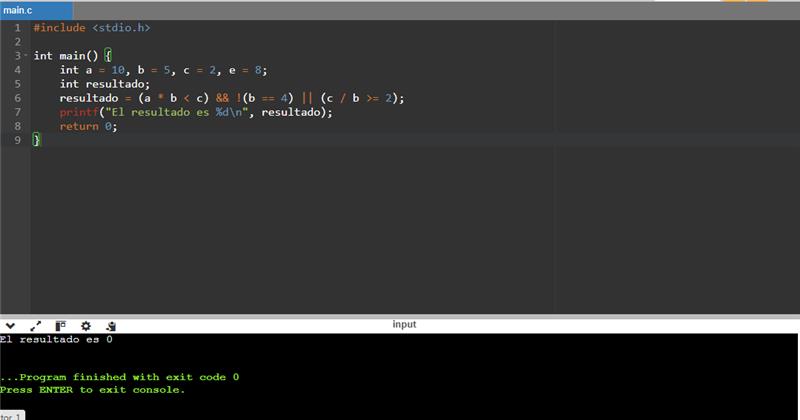 main.c
1 #include <stdio.h>
2
3 int main() {
4     int a = 10, b = 5, c = 2, e = 8;
5     int resultado;
6     resultado = (a * b < c) && !(b == 4) || (c / b >= 2);
7     printf("El resultado es %d\n", resultado);
8     return 0;
9 }
input
El resultado es 0
...Program finished with exit code 0
Press ENTER to exit console.
tor_1